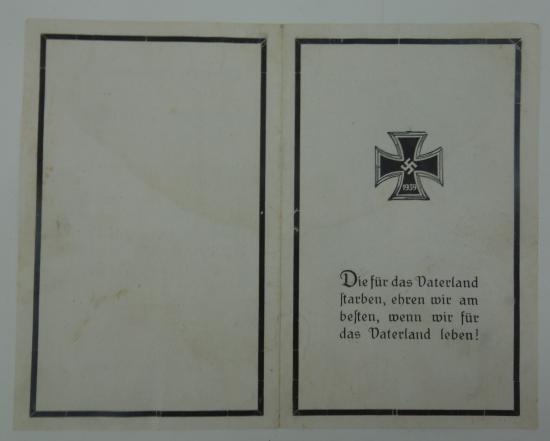 1939
Die für das Vaterland
starben, ehren wir am
besten, wenn wir für
das Vaterland leben!